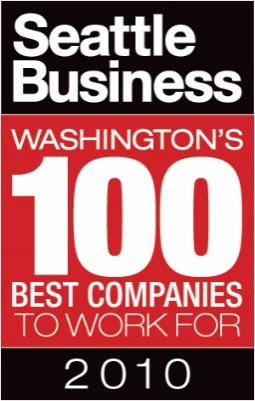 Seattle
Business
WASHINGTON'S
100
BEST COMPANIES
TO WORK FOR
2010